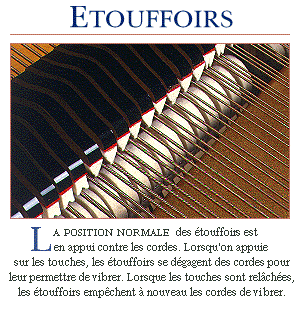 ETOUFFOIRS
LA POSITION NORMALE des étouffoirs est
en appui contre les cordes. Lorsqu'on appuie
sur les touches, les étouffoirs se dégagent des cordes pour
leur permettre de vibrer. Lorsque les touches sont relâchées,
les étouffoirs empêchent à nouveau les cordes de vibrer.